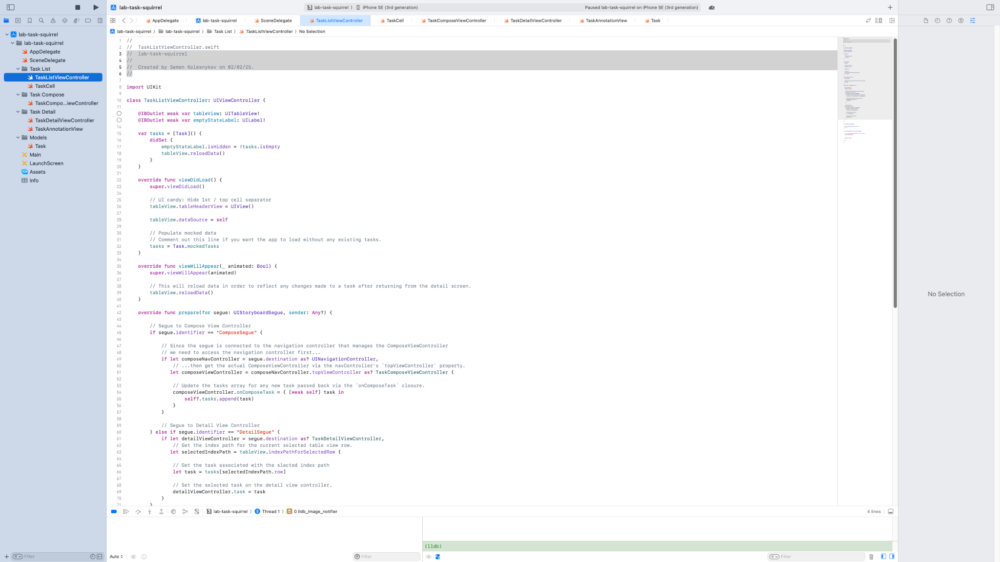 lab-task-squirrel
lab-task-squirrel
iPhone SE (3rd generation)
Paused lab-task-squirrel on iPhone SE (3rd generation)
AppDelegate
lab-task-squirrel
SceneDelegate
TaskListViewController
TaskCell
TaskComposeViewController
TaskDetailViewController
TaskAnnotationView
Task
lab-task-squirrel
lab-task-squirrel
Task List
TaskListViewController
No Selection
lab-task-squirrel
lab-task-squirrel
AppDelegate
SceneDelegate
Task List
TaskListViewController
TaskCell
Task Compose
TaskCompo...iewController
Task Detail
TaskDetailViewController
TaskAnnotationView
Models
Task
Main
LaunchScreen
Assets
Info
Filter
1 //
2 //  TaskListViewController.swift
3 //  lab-task-squirrel
4 //
5 //  Created by Semen Kolesnykov on 02/02/25.
6 //
7
8 import UIKit
9
10 class TaskListViewController: UIViewController {
11
    @IBOutlet weak var tableView: UITableView!
    @IBOutlet weak var emptyStateLabel: UILabel!
14
15     var tasks = [Task]() {
16         didSet {
17             emptyStateLabel.isHidden = !tasks.isEmpty
18             tableView.reloadData()
19         }
20     }
21
22     override func viewDidLoad() {
23         super.viewDidLoad()
24
25         // UI candy: Hide 1st / top cell separator
26         tableView.tableHeaderView = UIView()
27
28         tableView.dataSource = self
29
30         // Populate mocked data
31         // Comment out this line if you want the app to load without any existing tasks.
32         tasks = Task.mockedTasks
33     }
34
35     override func viewWillAppear(_ animated: Bool) {
36         super.viewWillAppear(animated)
37
38         // This will reload data in order to reflect any changes made to a task after returning from the detail screen.
39         tableView.reloadData()
40     }
41
42     override func prepare(for segue: UIStoryboardSegue, sender: Any?) {
43
44         // Segue to Compose View Controller
45         if segue.identifier == "ComposeSegue" {
46
47             // Since the segue is connected to the navigation controller that manages the ComposeViewController
48             // we need to access the navigation controller first...
49             if let composeNavController = segue.destination as? UINavigationController,
50                 // ...then get the actual ComposeViewController via the navController's `topViewController` property.
51                let composeViewController = composeNavController.topViewController as? TaskComposeViewController {
52
53                 // Update the tasks array for any new task passed back via the `onComposeTask` closure.
54                 composeViewController.onComposeTask = { [weak self] task in
55                     self?.tasks.append(task)
56                 }
57             }
58
59             // Segue to Detail View Controller
60         } else if segue.identifier == "DetailSegue" {
61             if let detailViewController = segue.destination as? TaskDetailViewController,
62                 // Get the index path for the current selected table view row.
63                let selectedIndexPath = tableView.indexPathForSelectedRow {
64
65                 // Get the task associated with the slected index path
66                 let task = tasks[selectedIndexPath.row]
67
68                 // Set the selected task on the detail view controller.
69                 detailViewController.task = task
70             }
71         }
No Selection
lab-task-squirrel
Thread 1
0 lldb_image_notifier
4 lines
(lldb)
Auto
Filter
Filter